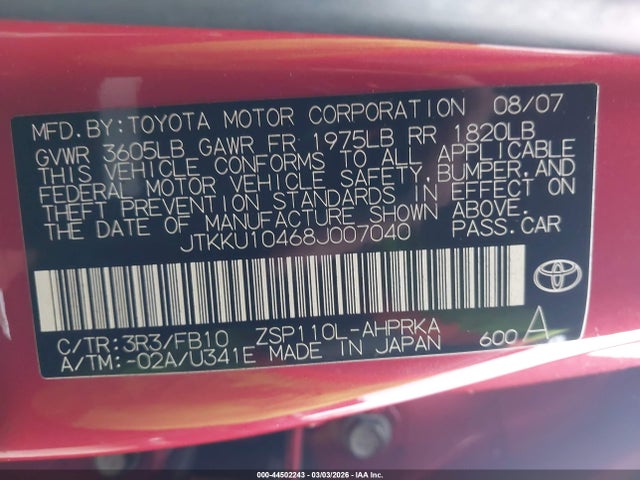 MFD.BY:TOYOTA MOTOR CORPORATION 08/07
GVWR 3605LB GAWR FR 1975LB RR 1820LB
THIS VEHICLE CONFORMS TO ALL APPLICABLE
FEDERAL MOTOR VEHICLE SAFETY,BUMPER,AND
THEFT PREVENTION STANDARDS IN EFFECT ON
THE DATE OF MANUFACTURE SHOWN ABOVE.
JTKKU10468J007040 PASS.CAR
C/TR:3R3/FB10 ZSP110L-AHPRKA
A/TM:-02A/U341E MADE IN JAPAN 600 A
000-44502243 - 03/03/2026 - IAA Inc.